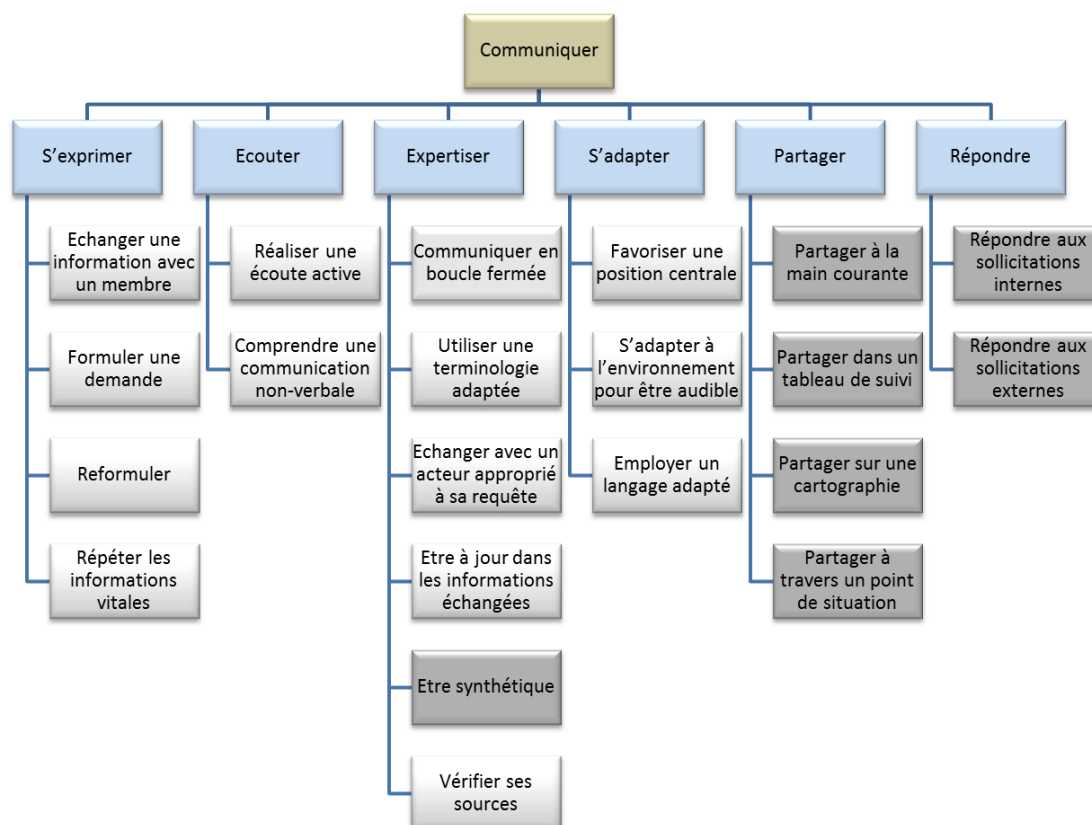 Communiquer
S'exprimer
Ecouter
Expertiser
S'adapter
Partager
Répondre
Echanger une
information avec
un membre
Formuler une
demande
Reformuler
Répéter les
informations
vitales
Réaliser une
écoute active
Comprendre une
communication
non-verbale
Communiquer en
boucle fermée
Utiliser une
terminologie
adaptée
Echanger avec un
acteur approprié
à sa requête
Etre à jour dans
les informations
échangées
Etre synthétique
Vérifier ses
sources
Favoriser une
position centrale
S'adapter à
l'environnement
pour être audible
Employer un
langage adapté
Partager à la
main courante
Partager dans un
tableau de suivi
Partager sur une
cartographie
Partager à
travers un point
de situation
Répondre aux
sollicitations
internes
Répondre aux
sollicitations
externes